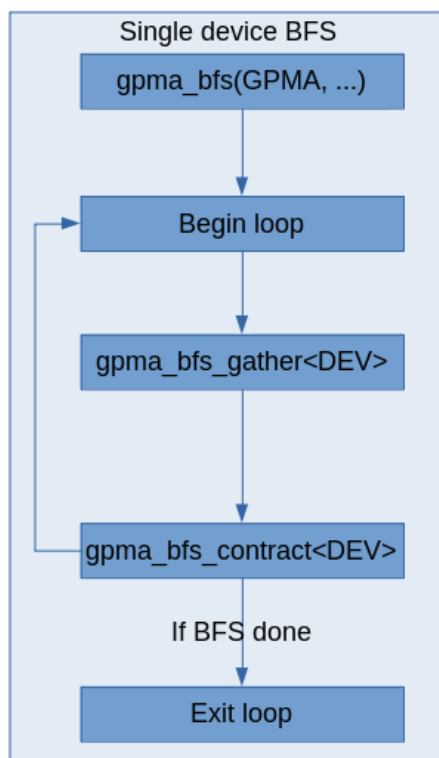 Single device BFS
gpma_bfs(GPMA, ...)
Begin loop
gpma_bfs_gather<DEV>
gpma_bfs_contract<DEV>
If BFS done
Exit loop